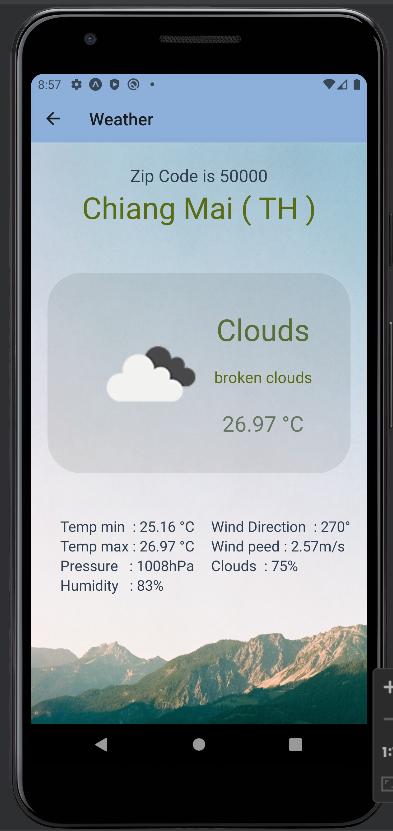 8:57
Weather
Zip Code is 50000
Chiang Mai ( TH )
Clouds
broken clouds
26.97 °C
Temp min : 25.16 °C
Temp max : 26.97 °C
Pressure : 1008hPa
Humidity : 83%
Wind Direction : 270°
Wind peed : 2.57m/s
Clouds : 75%